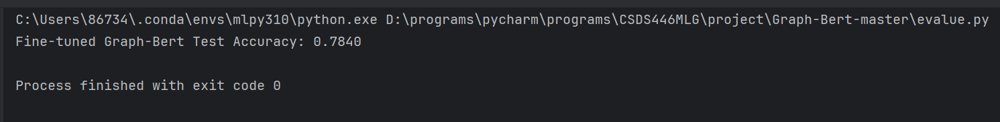 C:\Users\86734\.conda\envs\mlpy310\python.exe D:\programs\pycharm\programs\CSDS446MLG\project\Graph-Bert-master\evalue.py
Fine-tuned Graph-Bert Test Accuracy: 0.7840
Process finished with exit code 0